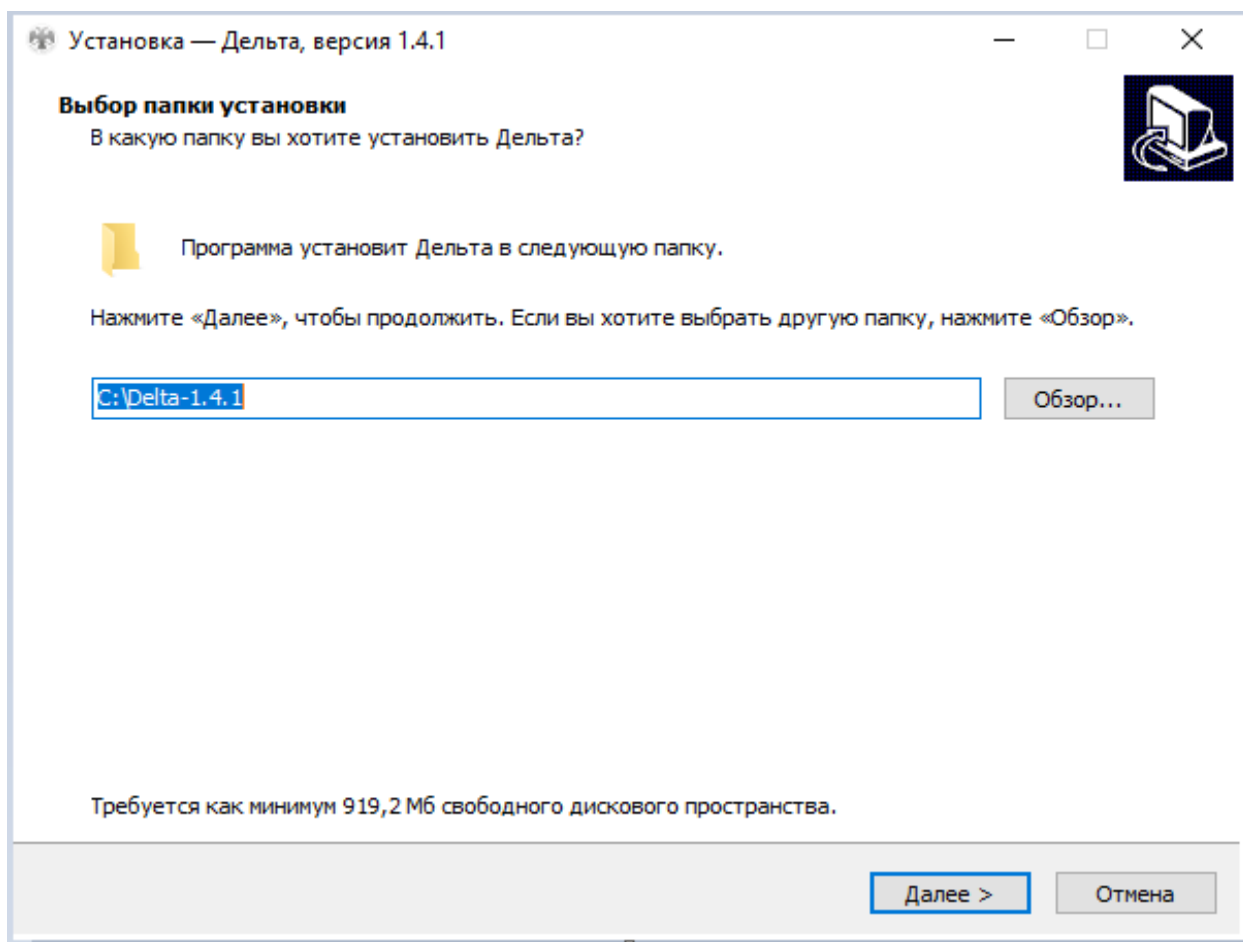 Установка — Дельта, версия 1.4.1
Выбор папки установки
В какую папку вы хотите установить Дельта?
Программа установит Дельта в следующую папку.
Нажмите «Далее», чтобы продолжить. Если вы хотите выбрать другую папку, нажмите «Обзор».
C:\Delta-1.4.1
Обзор...
Требуется как минимум 919,2 Мб свободного дискового пространства.
Далее >
Отмена